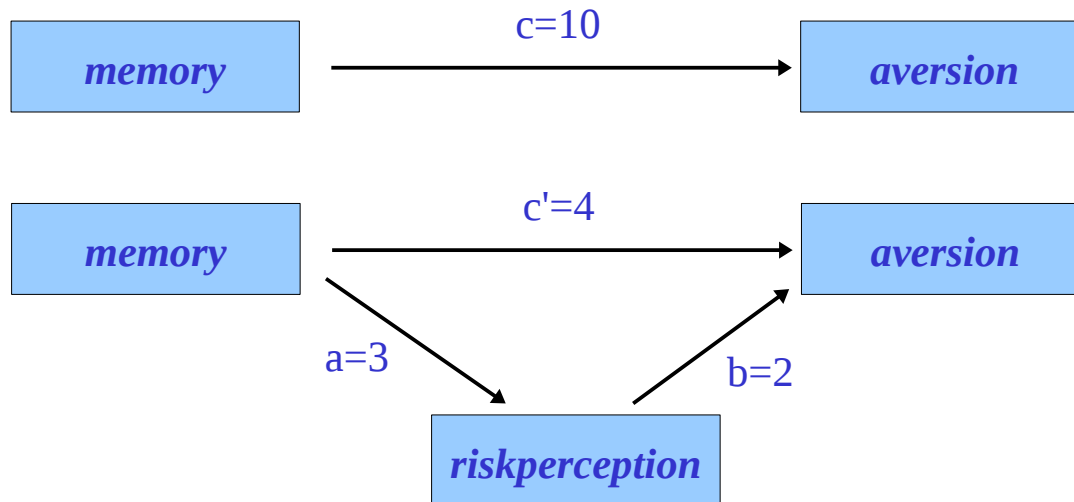 c=10
memory
aversion
c'=4
memory
aversion
a=3
b=2
riskperception